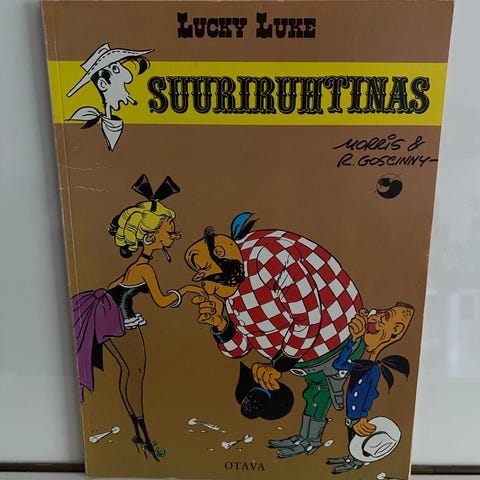 LUCKY LUKE
SUURIRUHTINAS
MORRIS &
R. GOSCINNY
OTAVA